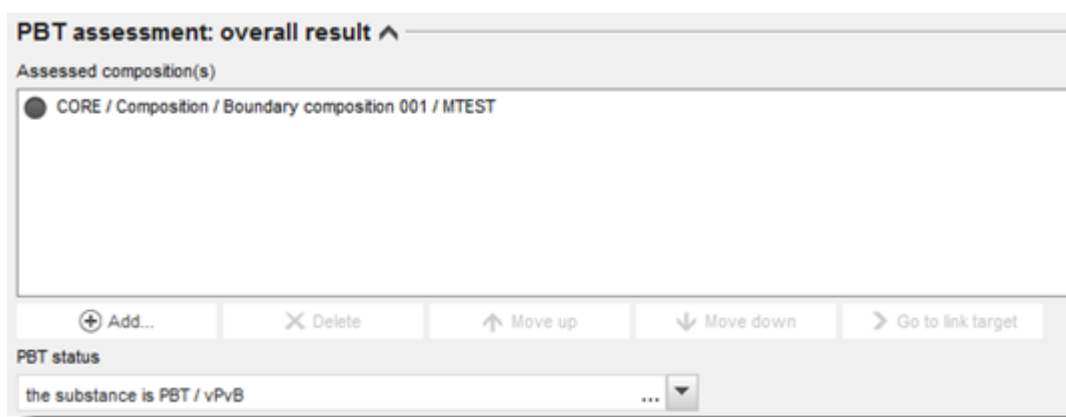 PBT assessment: overall result
Assessed composition(s)
CORE / Composition / Boundary composition 001 / MTEST
Add... Delete Move up Move down Go to link target
PBT status
the substance is PBT / vPvB ...